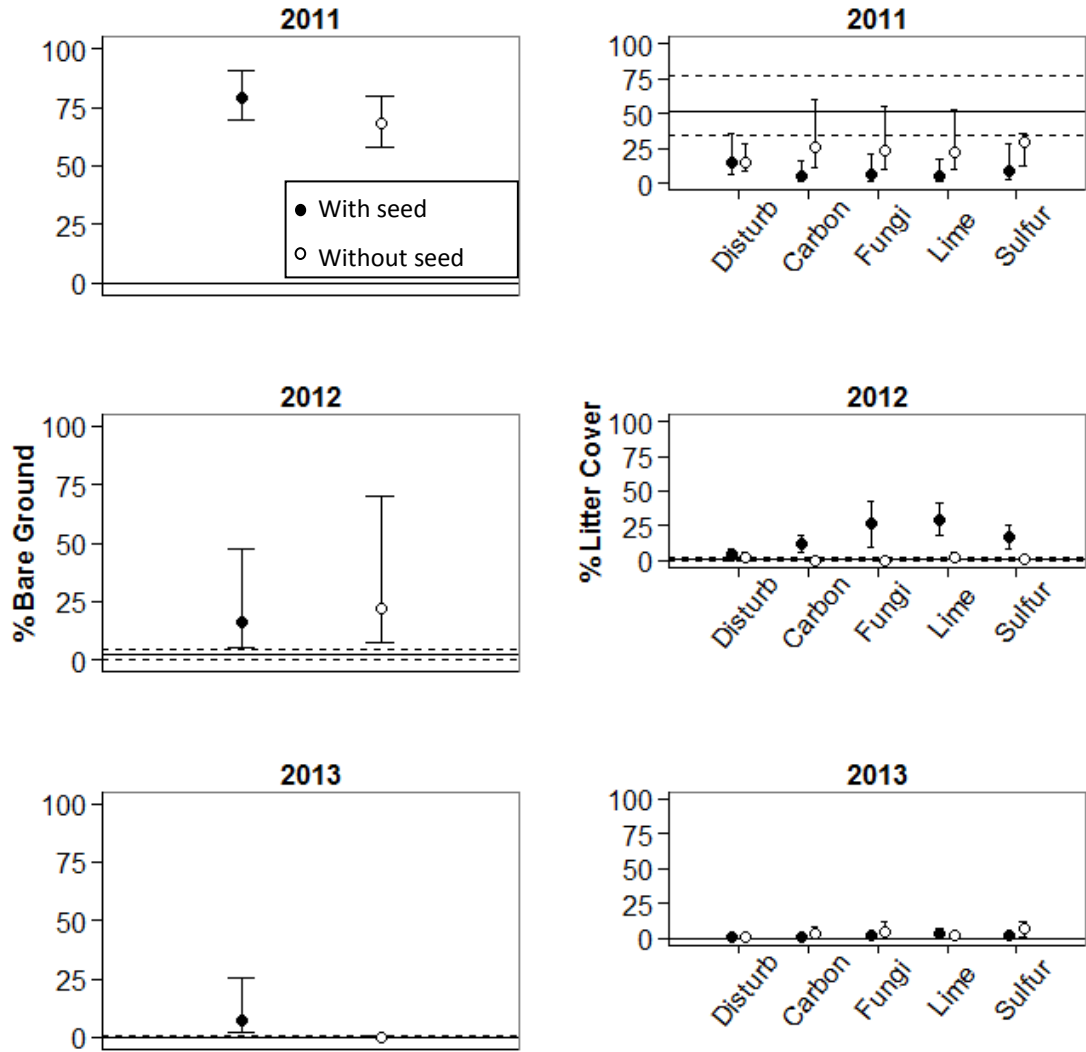 2011
100
75
50
25
0
With seed
Without seed
2011
100
75
50
25
0
Disturb
Carbon
Fungi
Lime
Sulfur
% Bare Ground
2012
100
75
50
25
0
% Litter Cover
2012
100
75
50
25
0
Disturb
Carbon
Fungi
Lime
Sulfur
2013
100
75
50
25
0
2013
100
75
50
25
0
Disturb
Carbon
Fungi
Lime
Sulfur